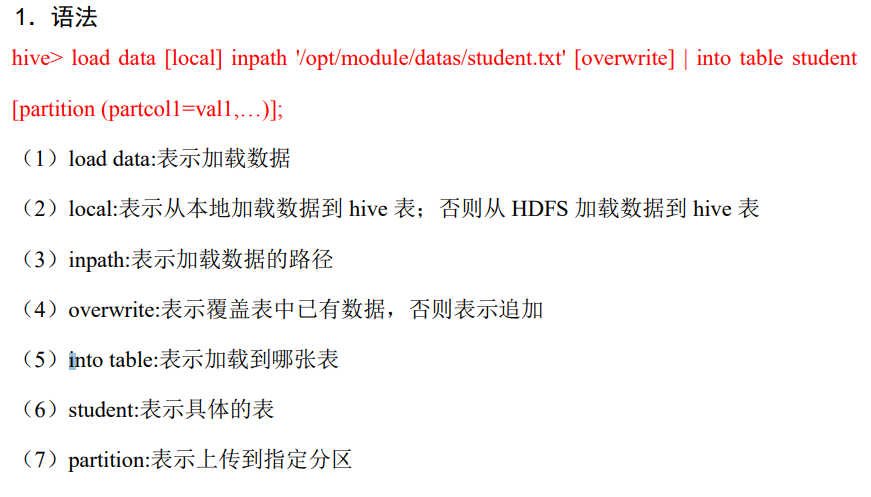 1．语法
hive> load data [local] inpath '/opt/module/datas/student.txt' [overwrite] | into table student
[partition (partcol1=val1,…)];
（1）load data:表示加载数据
（2）local:表示从本地加载数据到 hive 表；否则从 HDFS 加载数据到 hive 表
（3）inpath:表示加载数据的路径
（4）overwrite:表示覆盖表中已有数据，否则表示追加
（5）into table:表示加载到哪张表
（6）student:表示具体的表
（7）partition:表示上传到指定分区